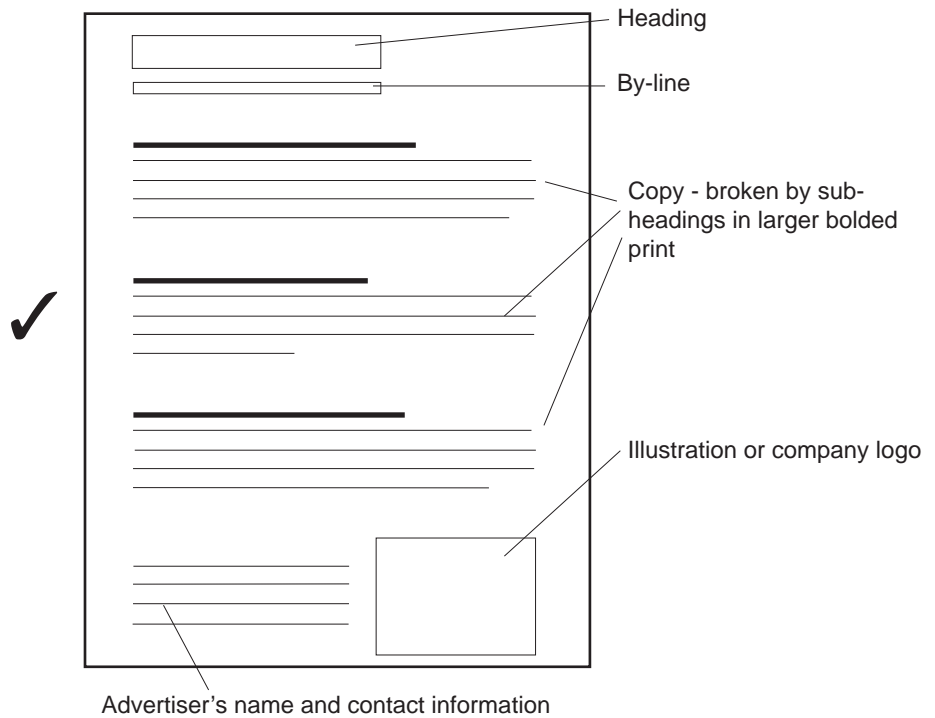 Heading
By-line
Copy - broken by sub-
headings in larger bolded
print
Illustration or company logo
Advertiser’s name and contact information